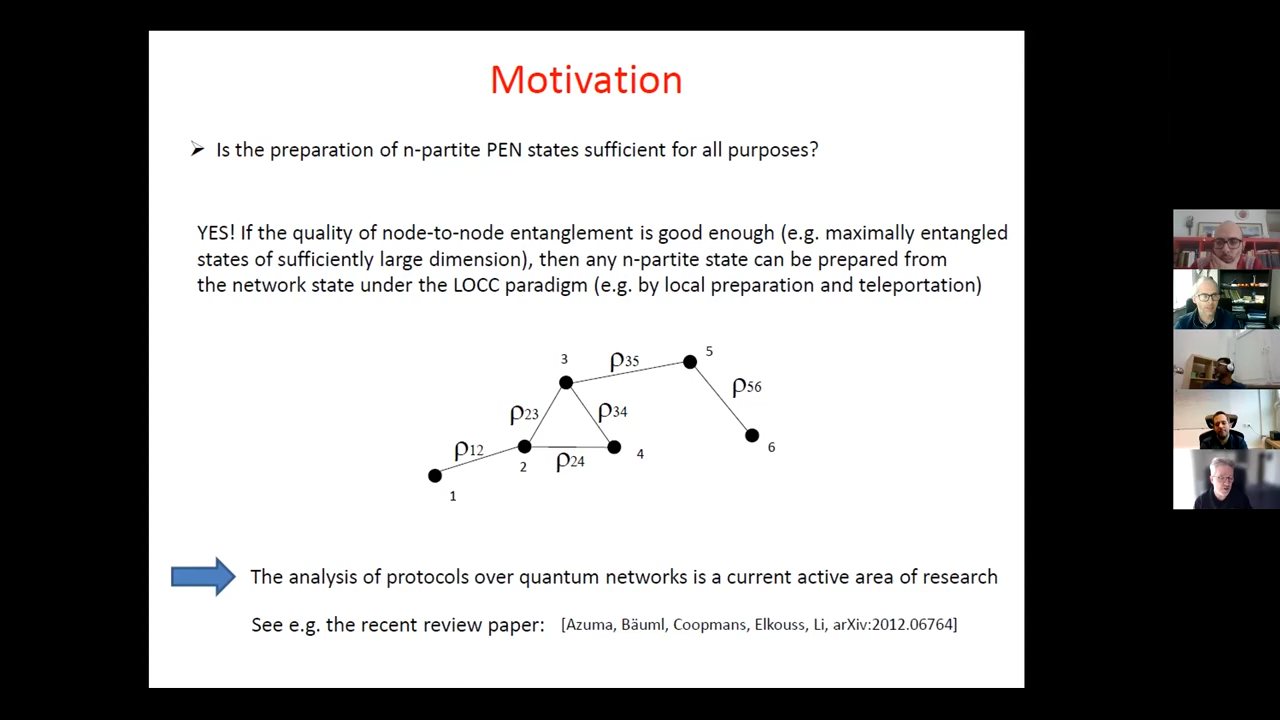 Motivation
➢ Is the preparation of n-partite PEN states sufficient for all purposes?
YES! If the quality of node-to-node entanglement is good enough (e.g. maximally entangled
states of sufficiently large dimension), then any n-partite state can be prepared from
the network state under the LOCC paradigm (e.g. by local preparation and teleportation)
3
ρ35
5
ρ23
ρ34
ρ56
ρ12
2
ρ24
4
6
1
The analysis of protocols over quantum networks is a current active area of research
See e.g. the recent review paper: [Azuma, Bäuml, Coopmans, Elkouss, Li, arXiv:2012.06764]